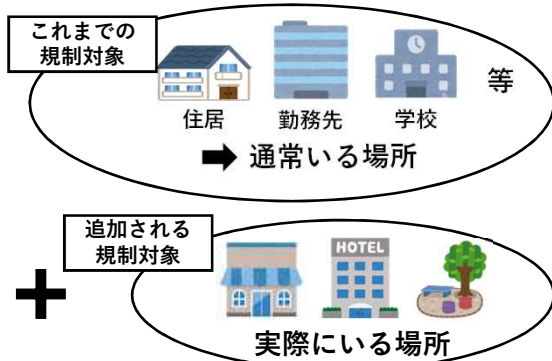 これまでの
規制対象
住居
勤務先
学校
等
➡ 通常いる場所
追加される
規制対象
＋
HOTEL
実際にいる場所